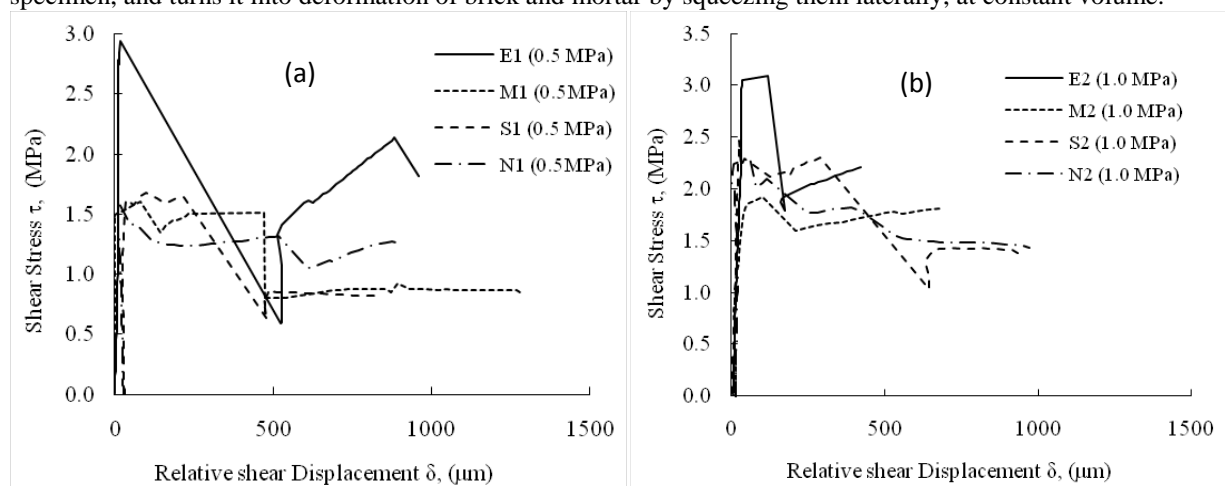 specimen, and turns it into deformation of brick and mortar by squeezing them laterally, at constant volume.
(a)
E1 (0.5 MPa)
M1 (0.5MPa)
S1 (0.5 MPa)
N1 (0.5MPa)
3.0
2.5
2.0
1.5
1.0
0.5
0.0
Shear Stress τ, (MPa)
0 500 1000 1500
Relative shear Displacement δ, (μm)
(b)
E2 (1.0 MPa)
M2 (1.0 MPa)
S2 (1.0 MPa)
N2 (1.0 MPa)
3.5
3.0
2.5
2.0
1.5
1.0
0.5
0.0
Shear Stress τ, (MPa)
0 500 1000 1500
Relative shear Displacement δ, (μm)